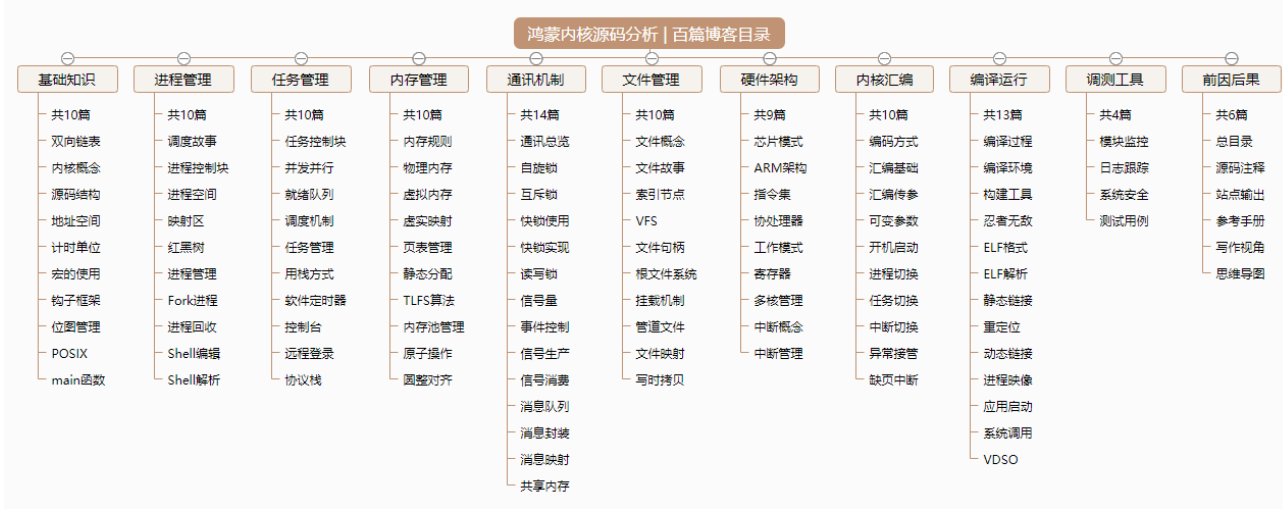 鸿蒙内核源码分析 | 百篇博客目录
基础知识
共10篇
双向链表
内核概念
源码结构
地址空间
计时单位
宏的使用
钩子框架
位图管理
POSIX
main函数
进程管理
共10篇
调度故事
进程控制块
进程空间
映射区
红黑树
进程管理
Fork进程
进程回收
Shell编辑
Shell解析
任务管理
共10篇
任务控制块
并发并行
就绪队列
调度机制
任务管理
用栈方式
软件定时器
控制台
远程登录
协议栈
内存管理
共10篇
内存规则
物理内存
虚拟内存
虚实映射
页表管理
静态分配
TLFS算法
内存池管理
原子操作
圆整对齐
通讯机制
共14篇
通讯总览
自旋锁
互斥锁
快锁使用
快锁实现
读写锁
信号量
事件控制
信号生产
信号消费
消息队列
消息封装
消息映射
共享内存
文件管理
共10篇
文件概念
文件故事
索引节点
VFS
文件句柄
根文件系统
挂载机制
管道文件
文件映射
写时拷贝
硬件架构
共9篇
芯片模式
ARM架构
指令集
协处理器
工作模式
寄存器
多核管理
中断概念
中断管理
内核汇编
共10篇
编码方式
汇编基础
汇编传参
可变参数
开机启动
进程切换
任务切换
中断切换
异常接管
缺页中断
编译运行
共13篇
编译过程
编译环境
构建工具
忍者无敌
ELF格式
ELF解析
静态链接
重定位
动态链接
进程映像
应用启动
系统调用
VDSO
调测工具
共4篇
模块监控
日志跟踪
系统安全
测试用例
前因后果
共6篇
总目录
源码注释
站点输出
参考手册
写作视角
思维导图